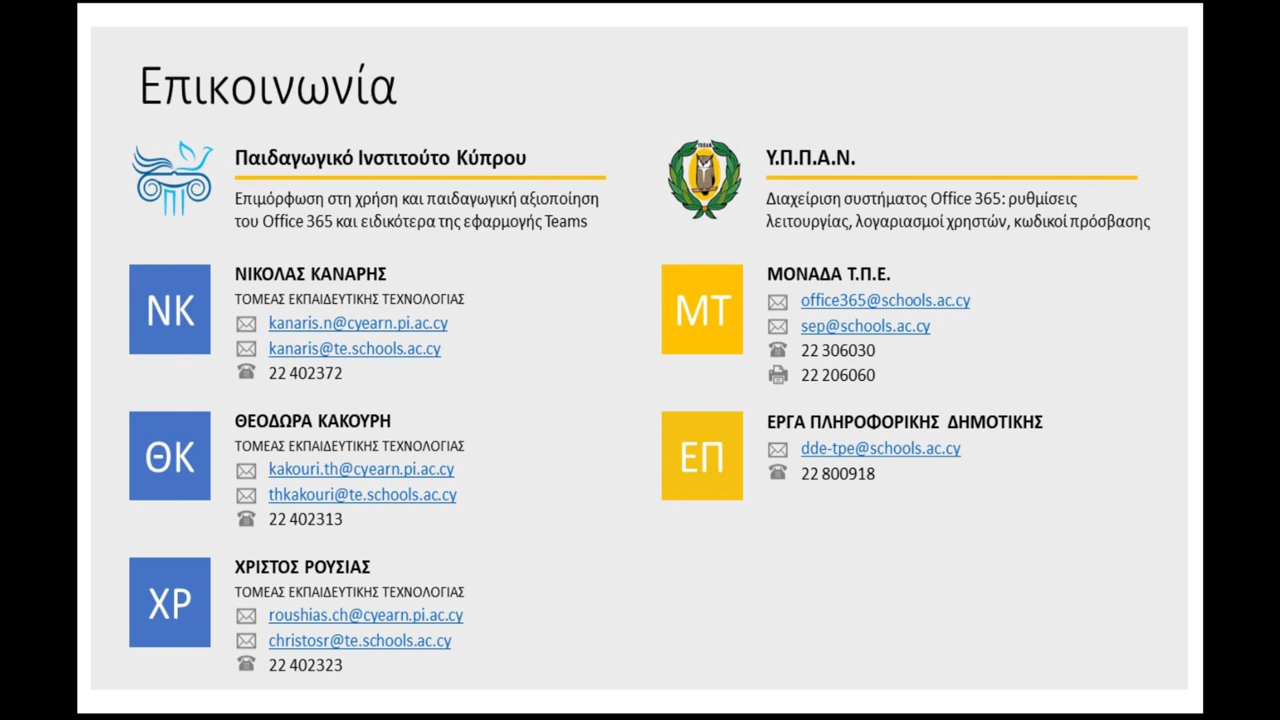 Επικοινωνία
Παιδαγωγικό Ινστιτούτο Κύπρου
Επιμόρφωση στη χρήση και παιδαγωγική αξιοποίηση
του Office 365 και ειδικότερα της εφαρμογής Teams
ΝΚ
ΝΙΚΟΛΑΣ ΚΑΝΑΡΗΣ
ΤΟΜΕΑΣ ΕΚΠΑΙΔΕΥΤΙΚΗΣ ΤΕΧΝΟΛΟΓΙΑΣ
kanaris.n@cyearn.pi.ac.cy
kanaris@te.schools.ac.cy
22 402372
ΘΚ
ΘΕΟΔΩΡΑ ΚΑΚΟΥΡΗ
ΤΟΜΕΑΣ ΕΚΠΑΙΔΕΥΤΙΚΗΣ ΤΕΧΝΟΛΟΓΙΑΣ
kakouri.th@cyearn.pi.ac.cy
thkakouri@te.schools.ac.cy
22 402313
ΧΡ
ΧΡΙΣΤΟΣ ΡΟΥΣΙΑΣ
ΤΟΜΕΑΣ ΕΚΠΑΙΔΕΥΤΙΚΗΣ ΤΕΧΝΟΛΟΓΙΑΣ
roushias.ch@cyearn.pi.ac.cy
christosr@te.schools.ac.cy
22 402323
Υ.Π.Π.Α.Ν.
Διαχείριση συστήματος Office 365: ρυθμίσεις
λειτουργίας, λογαριασμοί χρηστών, κωδικοί πρόσβασης
ΜΤ
ΜΟΝΑΔΑ Τ.Π.Ε.
office365@schools.ac.cy
sep@schools.ac.cy
22 306030
22 206060
ΕΠ
ΕΡΓΑ ΠΛΗΡΟΦΟΡΙΚΗΣ ΔΗΜΟΤΙΚΗΣ
dde-tpe@schools.ac.cy
22 800918